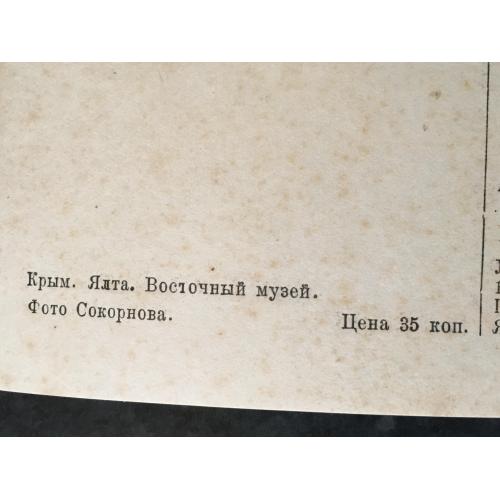 Крым. Ялта. Восточный музей.
Фото Сокорнова.
Цена 35 коп.